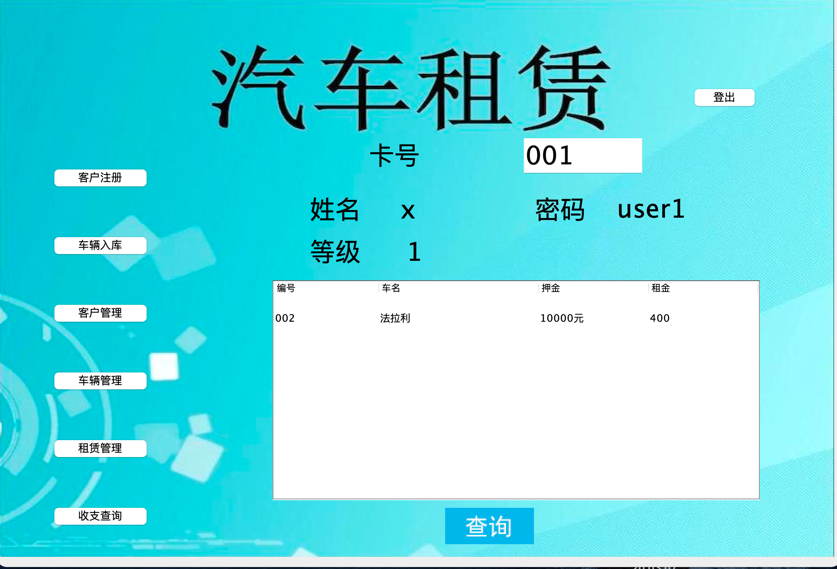 汽车租赁
登出
卡号 001
客户注册
姓名 x 密码 user1
车辆入库
等级 1
编号 车名 押金 租金
客户管理
002 法拉利 10000元 400
车辆管理
租赁管理
收支查询
查询